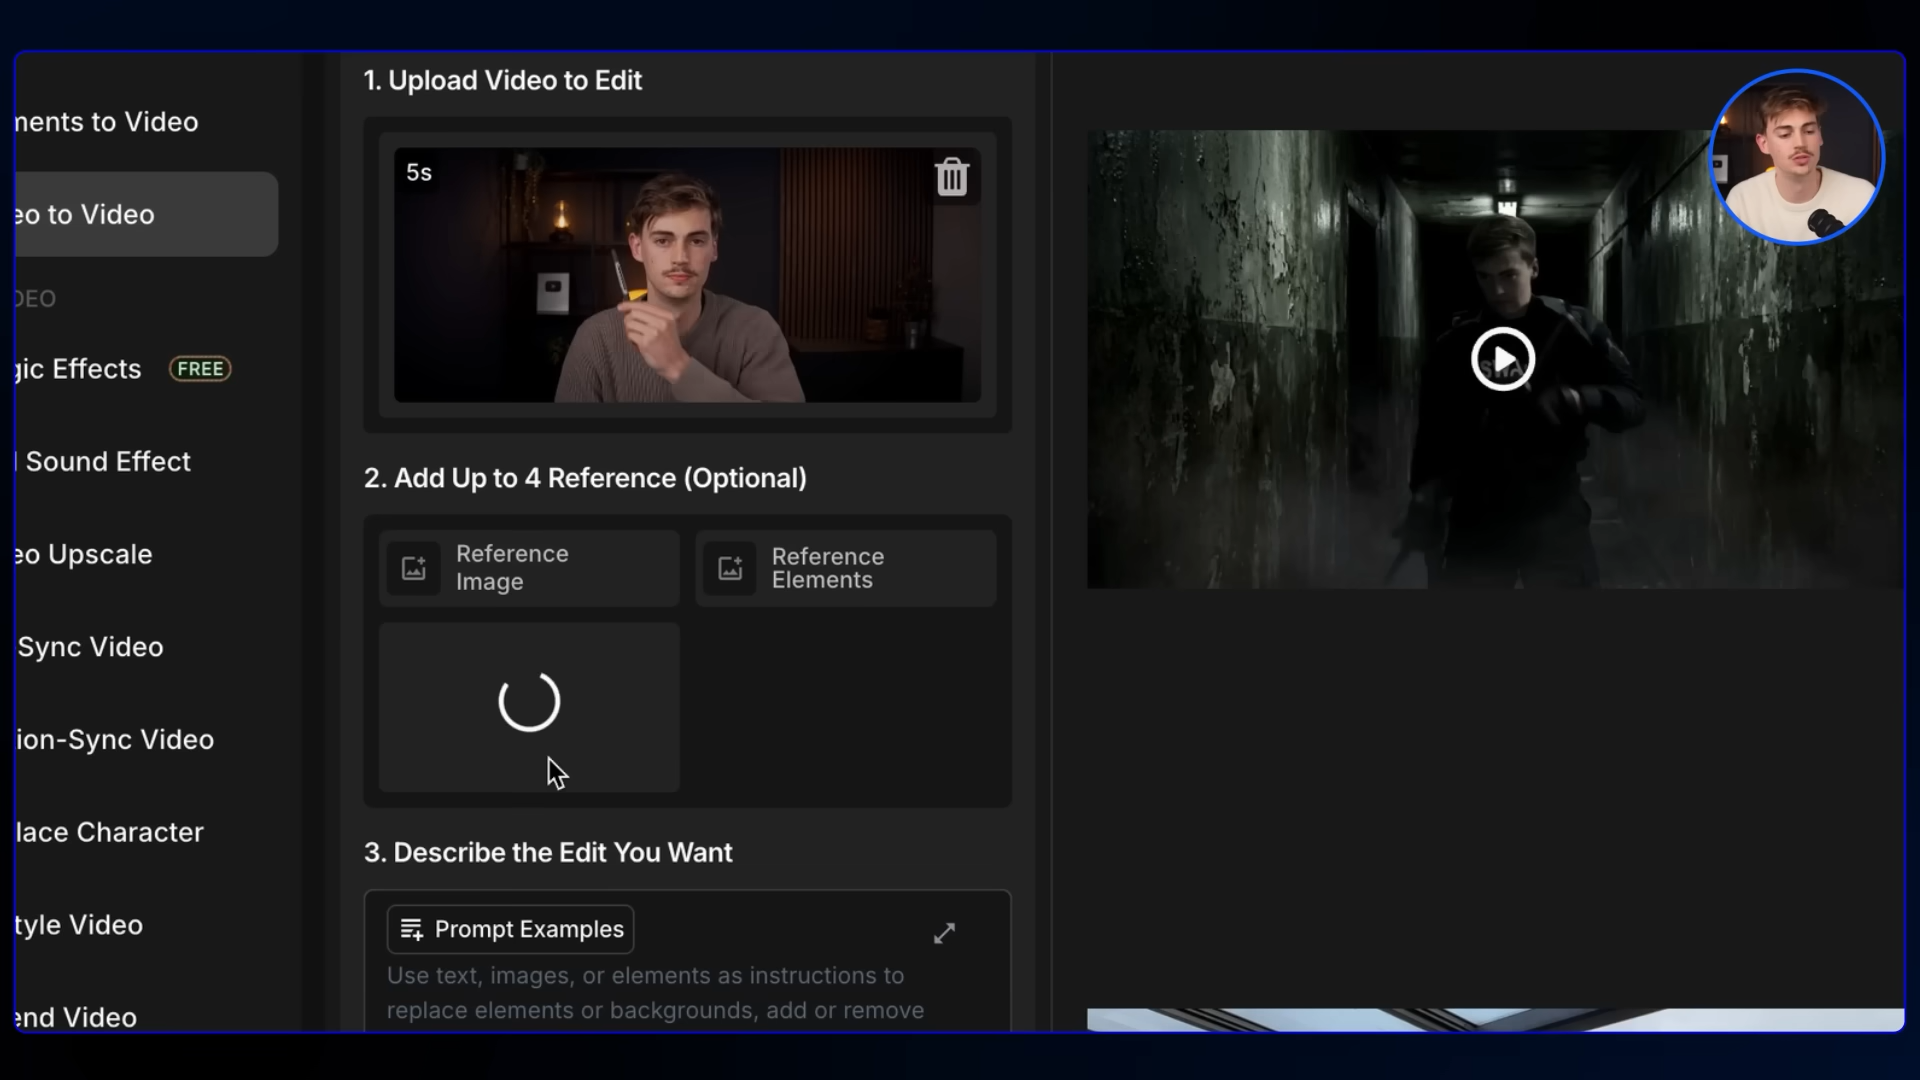 ments to Video
eo to Video
DEO
gic Effects FREE
Sound Effect
eo Upscale
Sync Video
ion-Sync Video
lace Character
tyle Video
end Video
1. Upload Video to Edit
5s
2. Add Up to 4 Reference (Optional)
Reference
Image
Reference
Elements
3. Describe the Edit You Want
Prompt Examples
Use text, images, or elements as instructions to
replace elements or backgrounds, add or remove
SWA